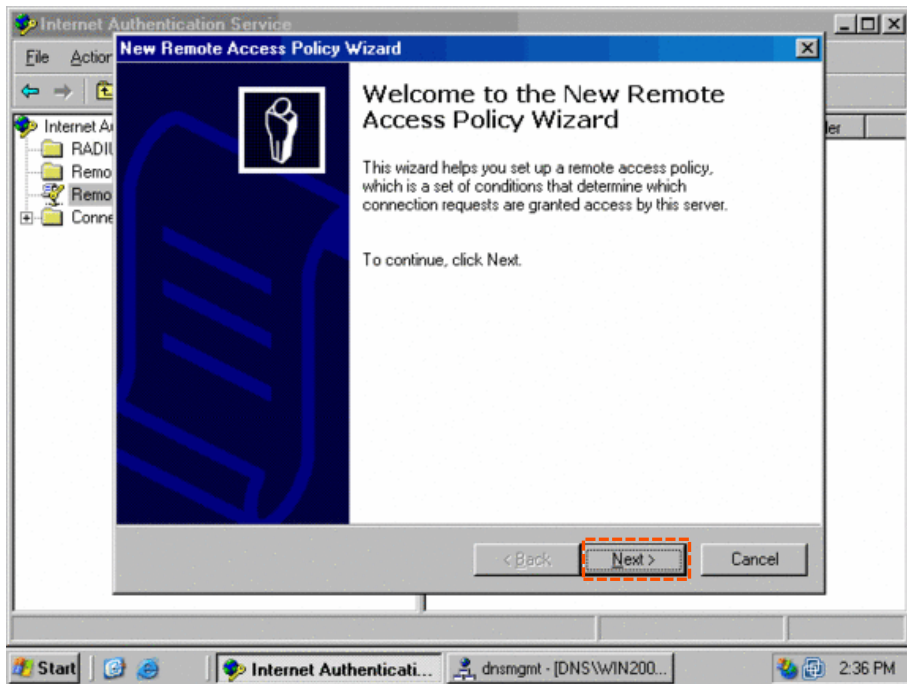 Internet Authentication Service
New Remote Access Policy Wizard
File Action
Internet Au
RADIU
Remo
Remo
Conne
Welcome to the New Remote
Access Policy Wizard
This wizard helps you set up a remote access policy,
which is a set of conditions that determine which
connection requests are granted access by this server.
To continue, click Next.
< Back
Next >
Cancel
Start
Internet Authenticati...
dnsmgmt - [DNS\WIN200...
2:36 PM